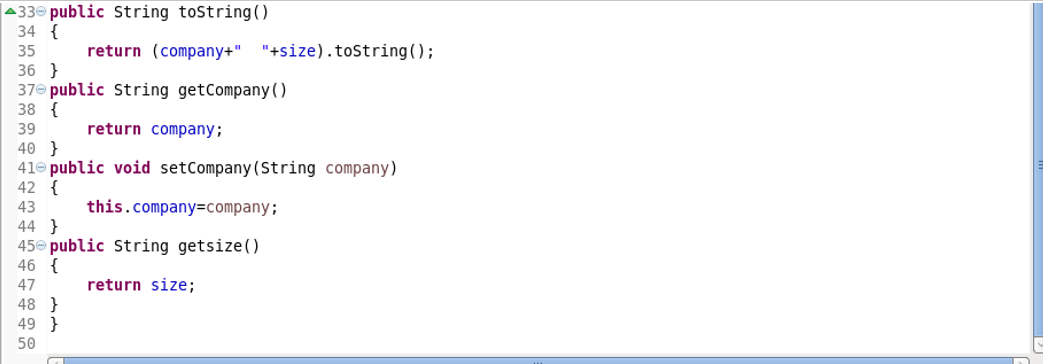 33 public String toString()
34 {
35     return (company+"  "+size).toString();
36 }
37 public String getCompany()
38 {
39     return company;
40 }
41 public void setCompany(String company)
42 {
43     this.company=company;
44 }
45 public String getsize()
46 {
47     return size;
48 }
49 }
50